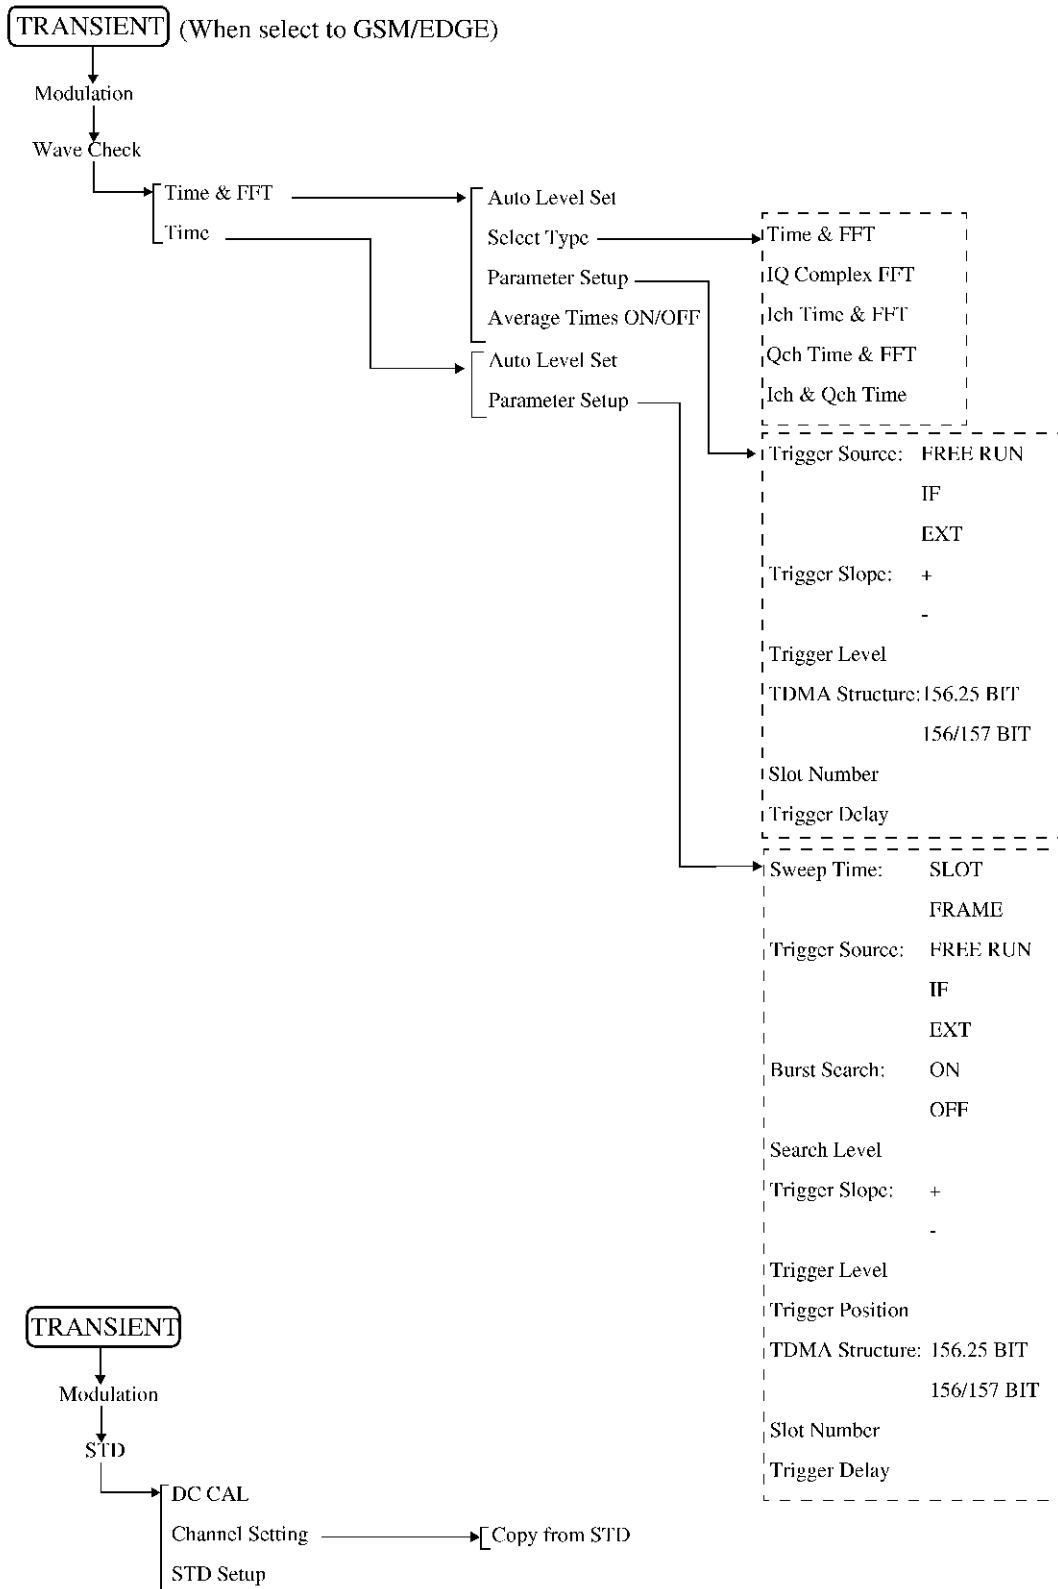 TRANSIENT (When select to GSM/EDGE)
Modulation
Wave Check
Time & FFT
Time
Auto Level Set
Select Type
Parameter Setup
Average Times ON/OFF
Auto Level Set
Parameter Setup
Time & FFT
IQ Complex FFT
Ich Time & FFT
Qch Time & FFT
Ich & Qch Time
Trigger Source: FREE RUN
IF
EXT
Trigger Slope: +
-
Trigger Level
TDMA Structure: 156.25 BIT
156/157 BIT
Slot Number
Trigger Delay
Sweep Time: SLOT
FRAME
Trigger Source: FREE RUN
IF
EXT
Burst Search: ON
OFF
Search Level
Trigger Slope: +
-
Trigger Level
Trigger Position
TDMA Structure: 156.25 BIT
156/157 BIT
Slot Number
Trigger Delay
TRANSIENT
Modulation
STD
DC CAL
Channel Setting
Copy from STD
STD Setup